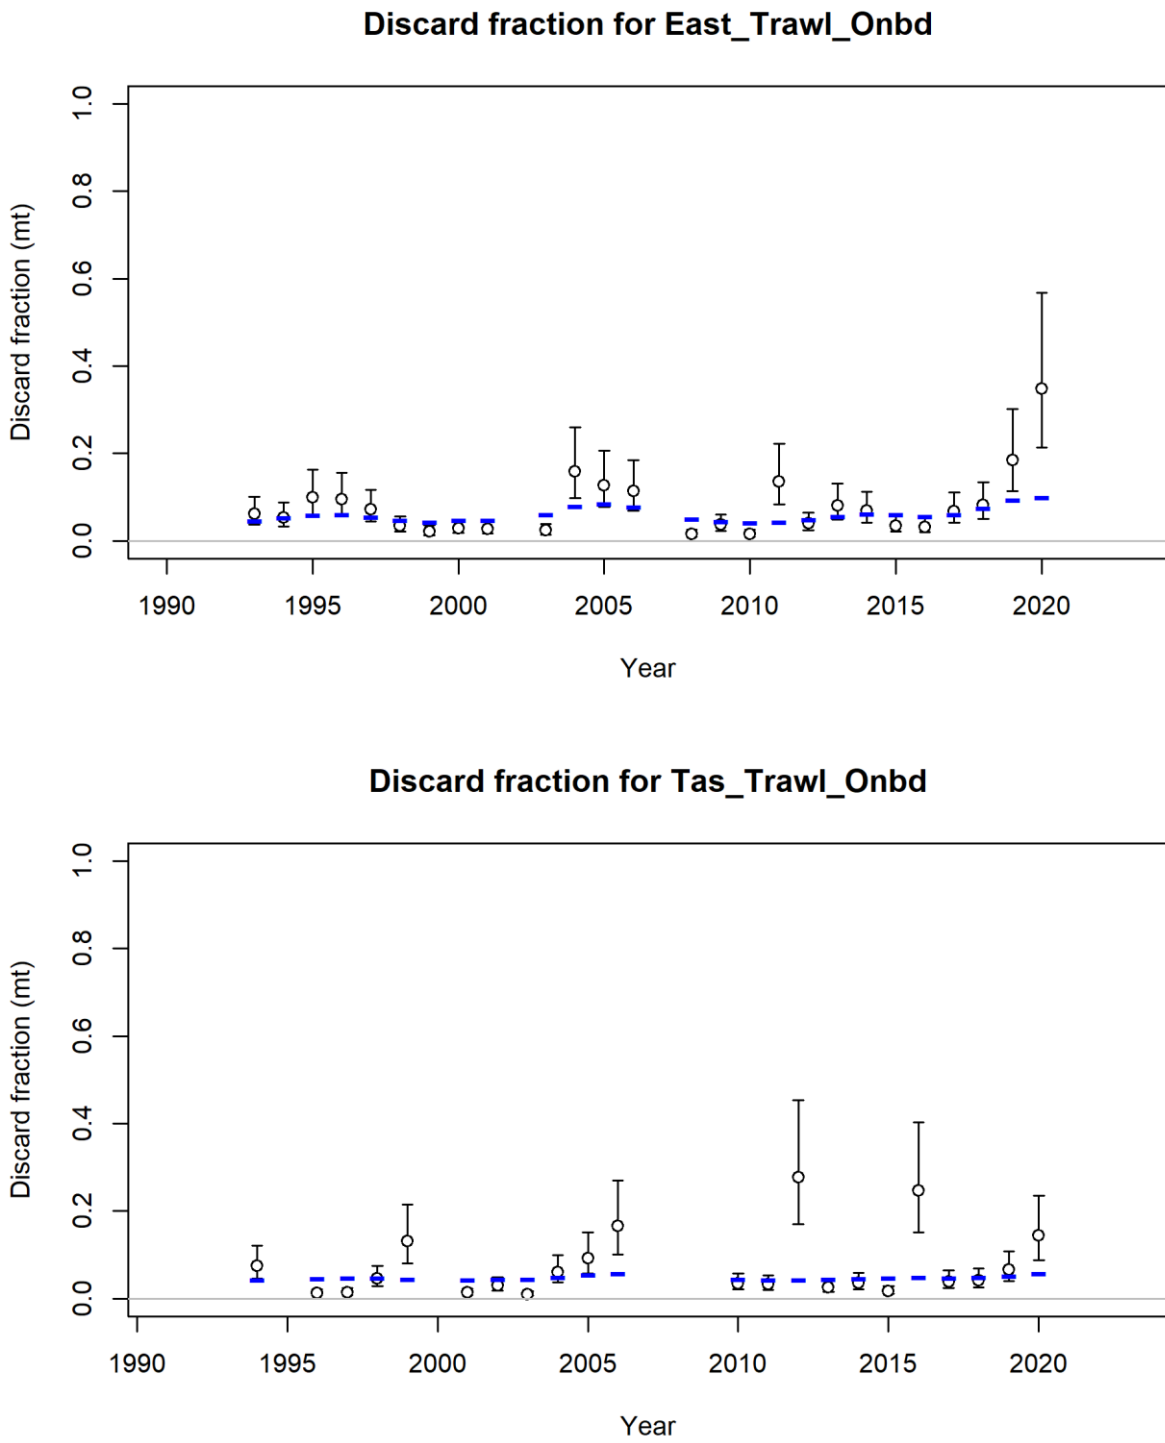 Discard fraction for East_Trawl_Onbd
Discard fraction (mt)
1.0
0.8
0.6
0.4
0.2
0.0
1990 1995 2000 2005 2010 2015 2020
Year
Discard fraction for Tas_Trawl_Onbd
Discard fraction (mt)
1.0
0.8
0.6
0.4
0.2
0.0
1990 1995 2000 2005 2010 2015 2020
Year